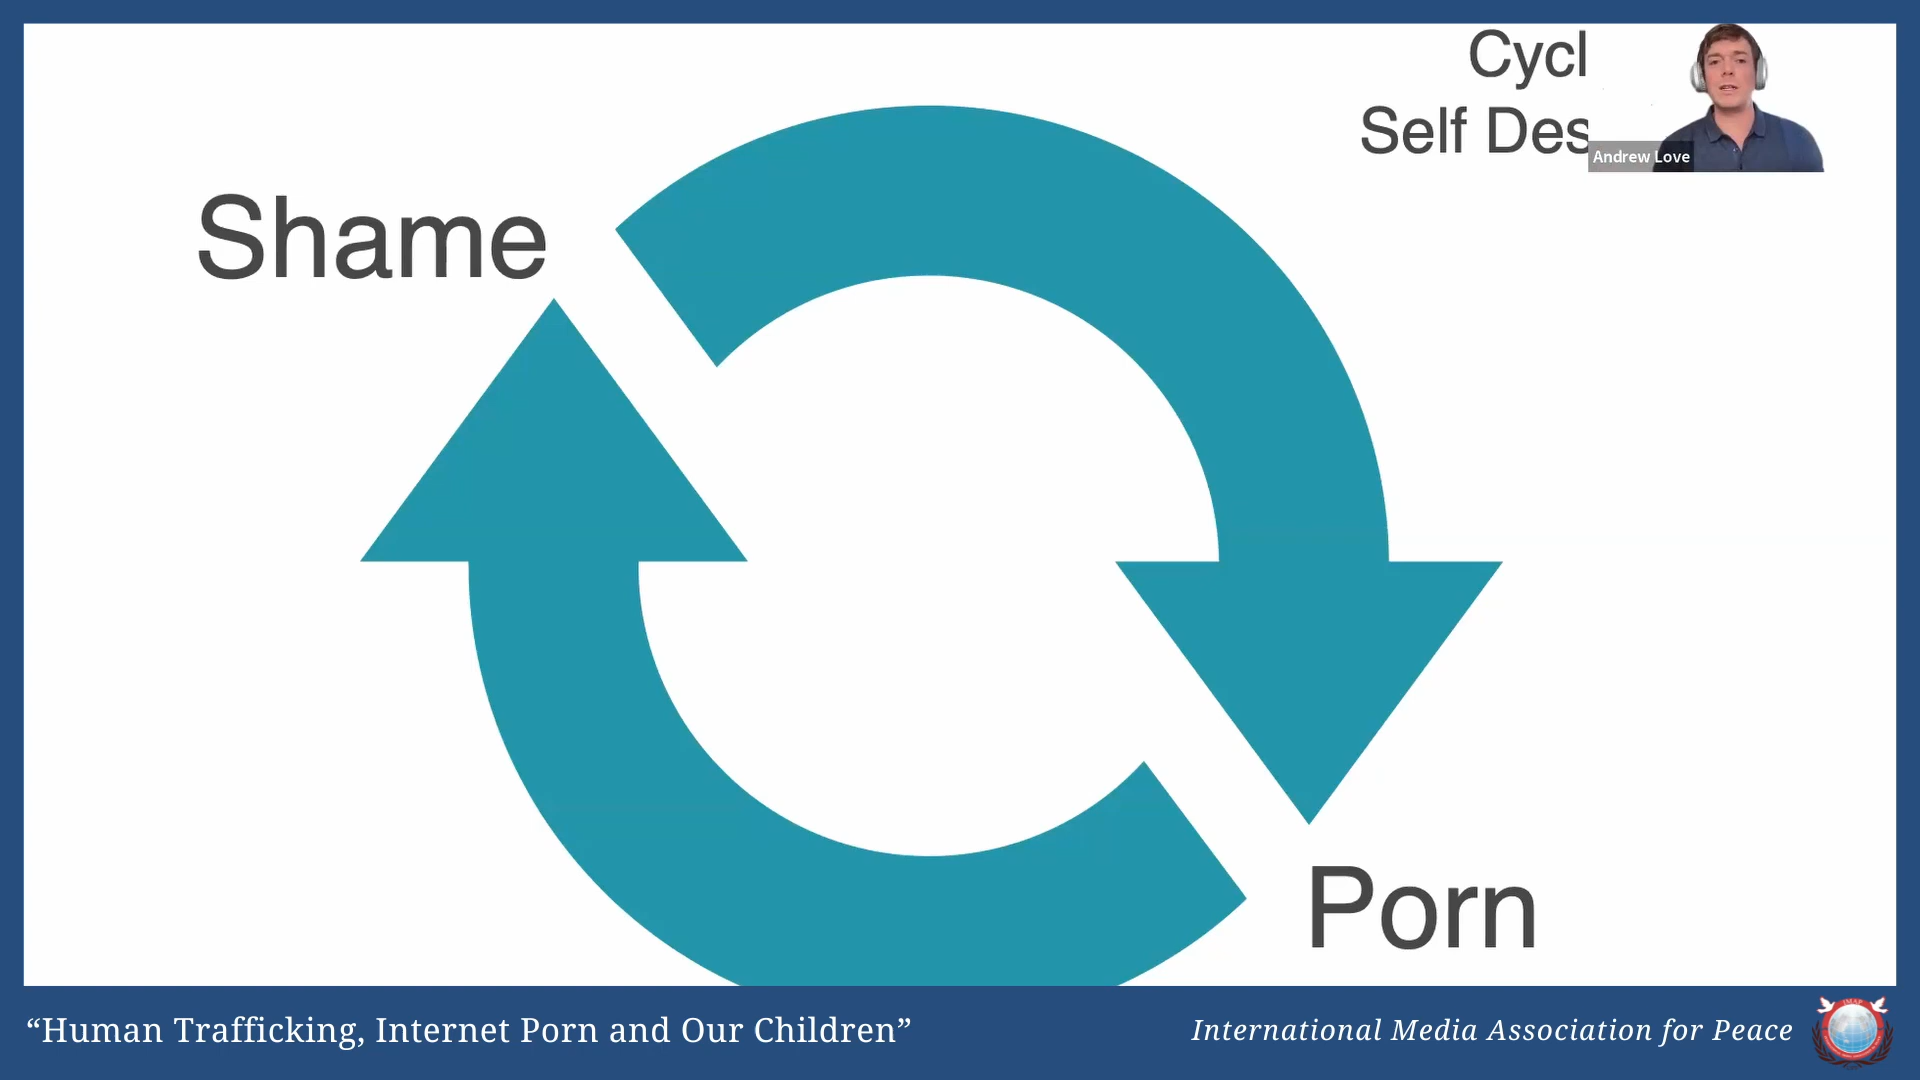 Cycl
Self Des
Andrew Love
Shame
Porn
“Human Trafficking, Internet Porn and Our Children”
International Media Association for Peace